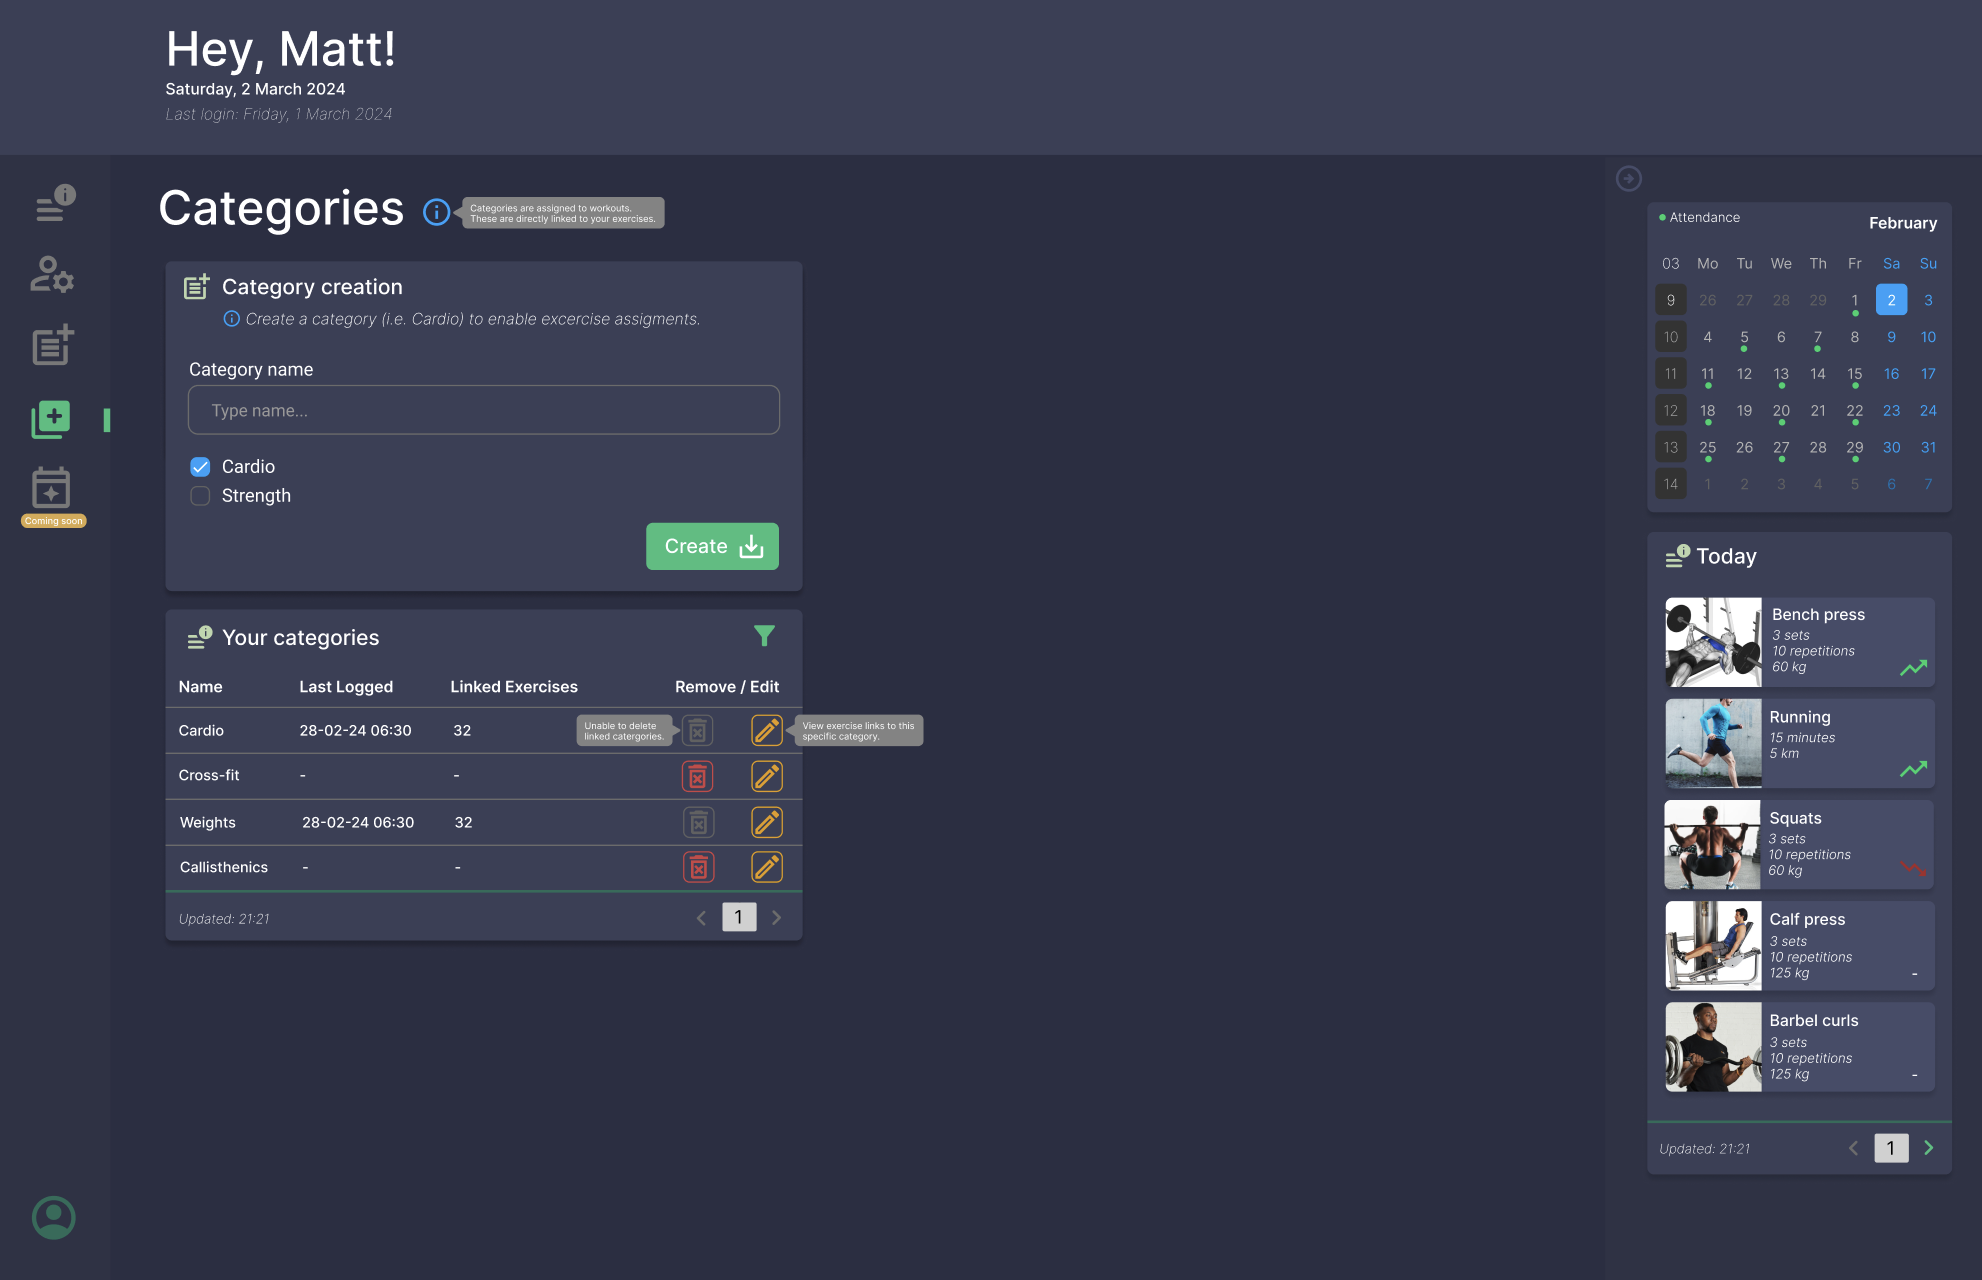 Hey, Matt!
Saturday, 2 March 2024
Last login: Friday, 1 March 2024
Coming soon
Categories
Categories are assigned to workouts.
These are directly linked to your exercises.
Category creation
Create a category (i.e. Cardio) to enable excercise assigments.
Category name
Type name...
Cardio
Strength
Create
Your categories
Name Last Logged Linked Exercises Remove / Edit
Cardio 28-02-24 06:30 32
Unable to delete
linked catergories.
View exercise links to this
specific category.
Cross-fit - -
Weights 28-02-24 06:30 32
Callisthenics - -
Updated: 21:21 1
Attendance February
03 Mo Tu We Th Fr Sa Su
9 26 27 28 29 1 2 3
10 4 5 6 7 8 9 10
11 11 12 13 14 15 16 17
12 18 19 20 21 22 23 24
13 25 26 27 28 29 30 31
14 1 2 3 4 5 6 7
Today
Bench press
3 sets
10 repetitions
60 kg
Running
15 minutes
5 km
Squats
3 sets
10 repetitions
60 kg
Calf press
3 sets
10 repetitions
125 kg -
Barbel curls
3 sets
10 repetitions
125 kg -
Updated: 21:21 1